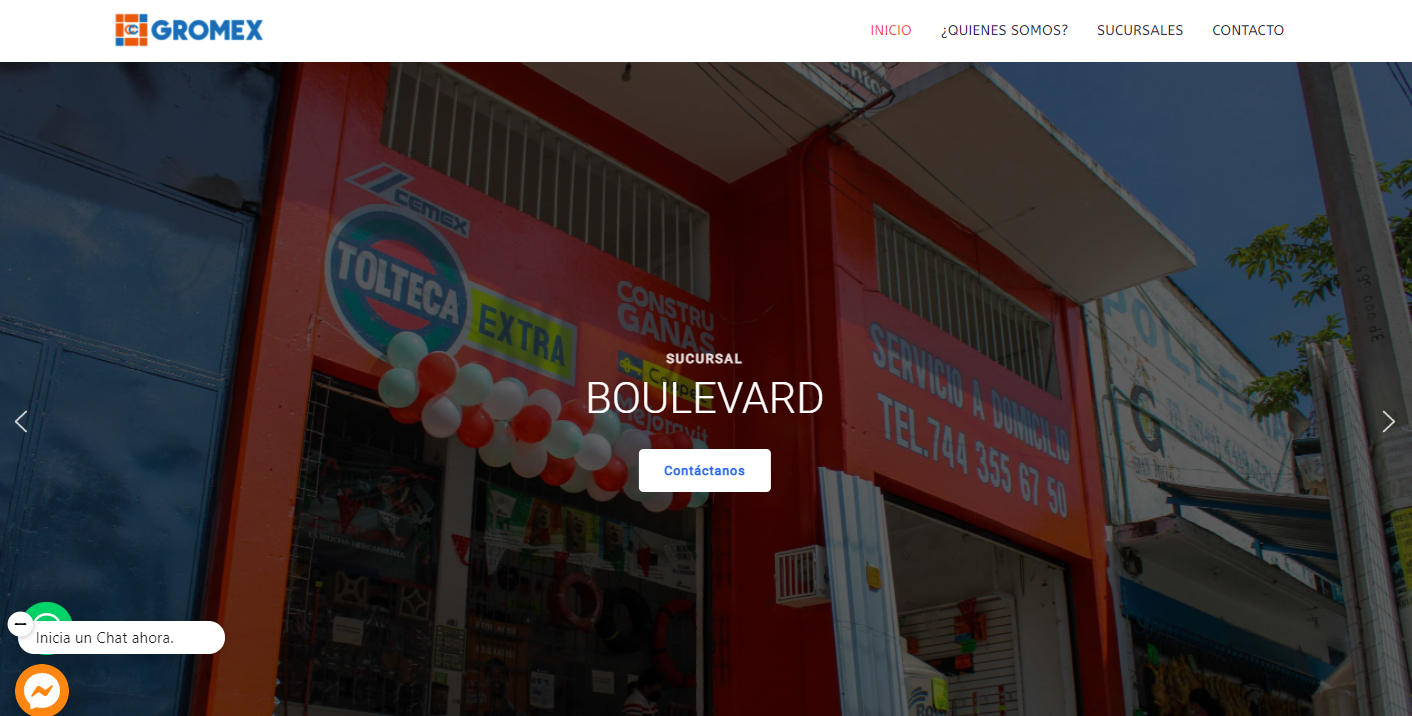 GROMEX
INICIO
¿QUIENES SOMOS?
SUCURSALES
CONTACTO
CEMEX
TOLTECA
EXTRA
CONSTRU
GANAS
SUCURSAL
BOULEVARD
Contáctanos
SERVICIO A DOMICILIO
TEL.744 355 67 50
Inicia un Chat ahora.